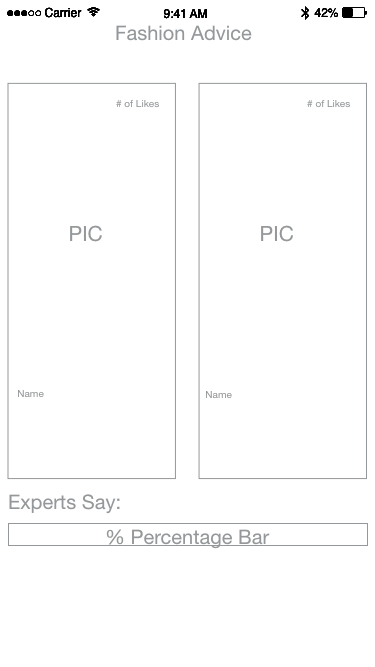 Carrier 9:41 AM 42%
Fashion Advice
# of Likes # of Likes
PIC PIC
Name Name
Experts Say:
% Percentage Bar